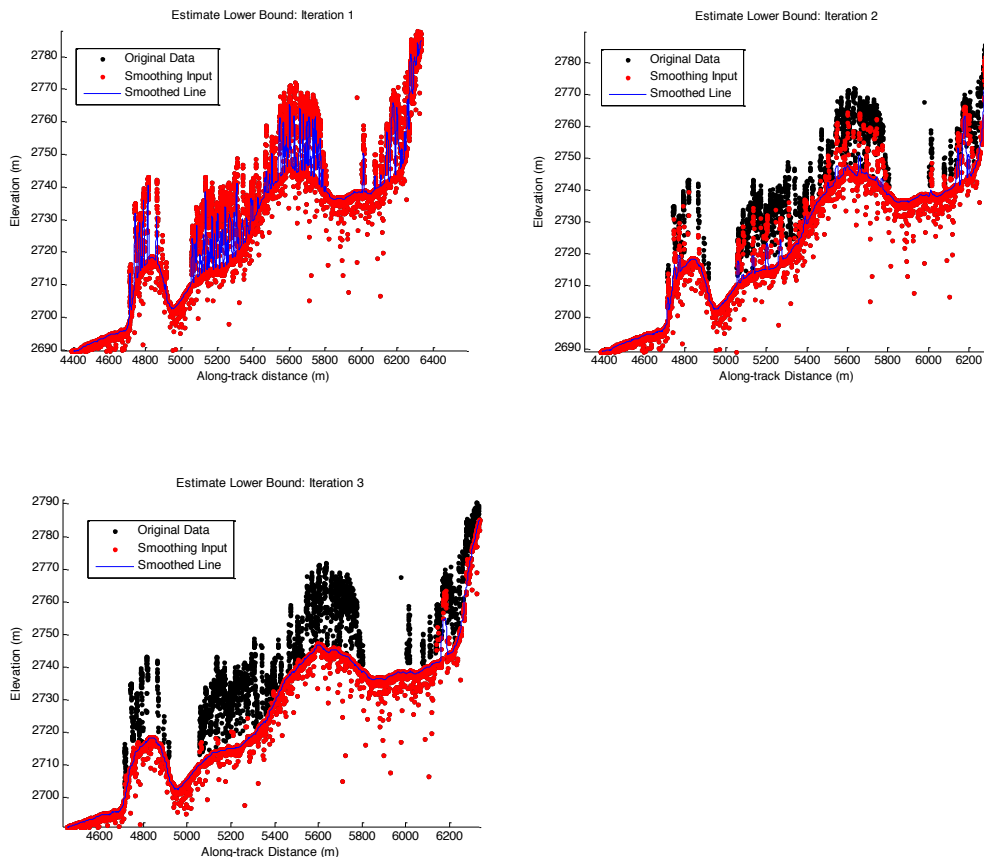 Estimate Lower Bound: Iteration 1
2780
2770
2760
2750
2740
2730
2720
2710
2700
2690
Elevation (m)
Original Data
Smoothing Input
Smoothed Line
4400 4600 4800 5000 5200 5400 5600 5800 6000 6200 6400
Along-track distance (m)
Estimate Lower Bound: Iteration 2
2780
2770
2760
2750
2740
2730
2720
2710
2700
2690
Elevation (m)
Original Data
Smoothing Input
Smoothed Line
4400 4600 4800 5000 5200 5400 5600 5800 6000 6200
Along-track Distance (m)
Estimate Lower Bound: Iteration 3
2790
2780
2770
2760
2750
2740
2730
2720
2710
2700
Elevation (m)
Original Data
Smoothing Input
Smoothed Line
4600 4800 5000 5200 5400 5600 5800 6000 6200
Along-track Distance (m)